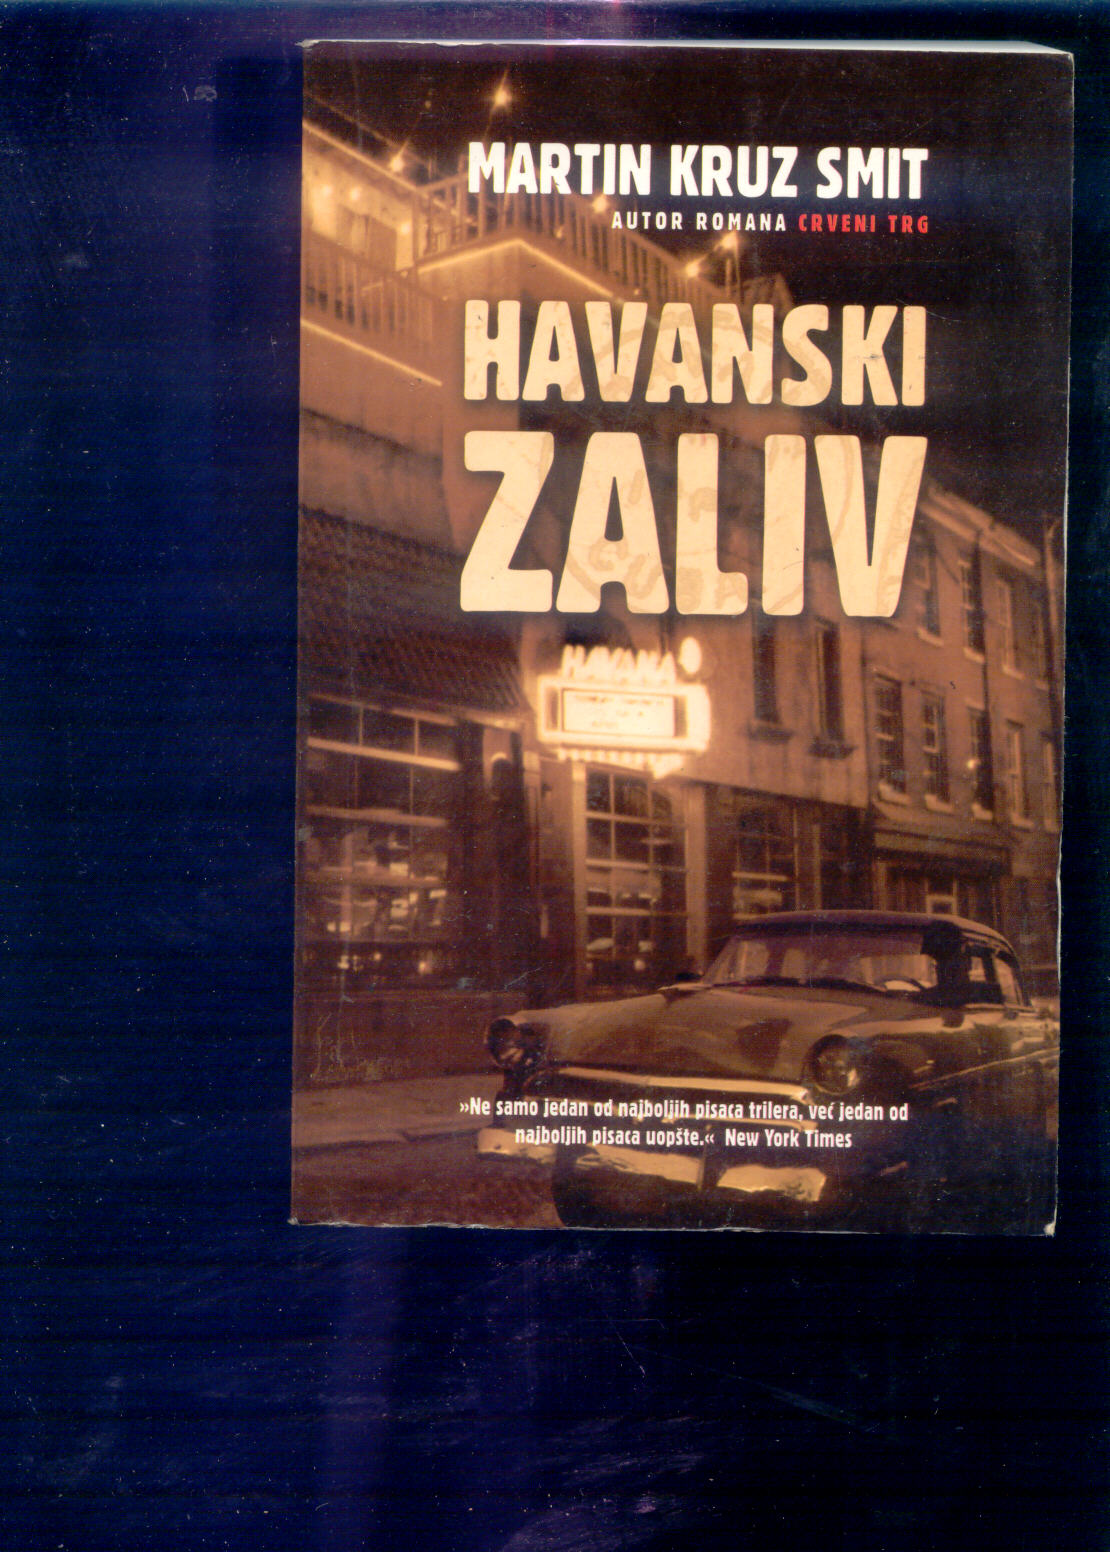 MARTIN KRUZ SMIT
AUTOR ROMANA CRVENI TRG
HAVANSKI
ZALIV
HAVANA
»Ne samo jedan od najboljih pisaca trilera, već jedan od
najboljih pisaca uopšte.« New York Times